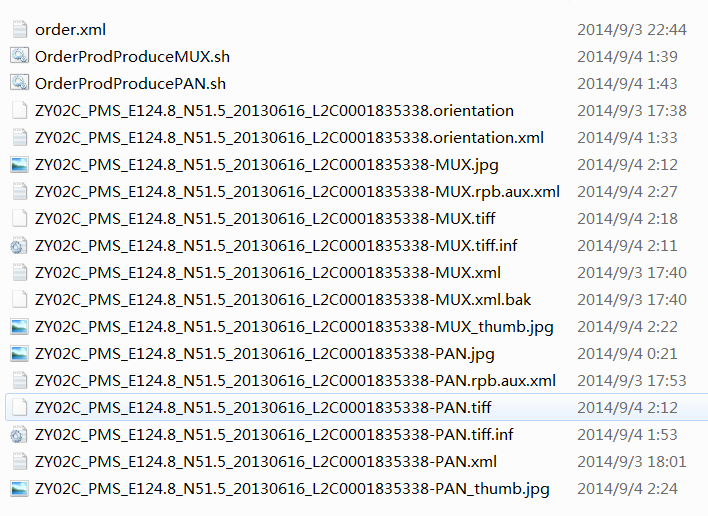 order.xml 2014/9/3 22:44
OrderProdProduceMUX.sh 2014/9/4 1:39
OrderProdProducePAN.sh 2014/9/4 1:43
ZY02C_PMS_E124.8_N51.5_20130616_L2C0001835338.orientation 2014/9/3 17:38
ZY02C_PMS_E124.8_N51.5_20130616_L2C0001835338.orientation.xml 2014/9/4 1:33
ZY02C_PMS_E124.8_N51.5_20130616_L2C0001835338-MUX.jpg 2014/9/4 2:12
ZY02C_PMS_E124.8_N51.5_20130616_L2C0001835338-MUX.rpb.aux.xml 2014/9/4 2:27
ZY02C_PMS_E124.8_N51.5_20130616_L2C0001835338-MUX.tiff 2014/9/4 2:18
ZY02C_PMS_E124.8_N51.5_20130616_L2C0001835338-MUX.tiff.inf 2014/9/4 2:11
ZY02C_PMS_E124.8_N51.5_20130616_L2C0001835338-MUX.xml 2014/9/3 17:40
ZY02C_PMS_E124.8_N51.5_20130616_L2C0001835338-MUX.xml.bak 2014/9/3 17:40
ZY02C_PMS_E124.8_N51.5_20130616_L2C0001835338-MUX_thumb.jpg 2014/9/4 2:22
ZY02C_PMS_E124.8_N51.5_20130616_L2C0001835338-PAN.jpg 2014/9/4 0:21
ZY02C_PMS_E124.8_N51.5_20130616_L2C0001835338-PAN.rpb.aux.xml 2014/9/3 17:53
ZY02C_PMS_E124.8_N51.5_20130616_L2C0001835338-PAN.tiff 2014/9/4 2:12
ZY02C_PMS_E124.8_N51.5_20130616_L2C0001835338-PAN.tiff.inf 2014/9/4 1:53
ZY02C_PMS_E124.8_N51.5_20130616_L2C0001835338-PAN.xml 2014/9/3 18:01
ZY02C_PMS_E124.8_N51.5_20130616_L2C0001835338-PAN_thumb.jpg 2014/9/4 2:24